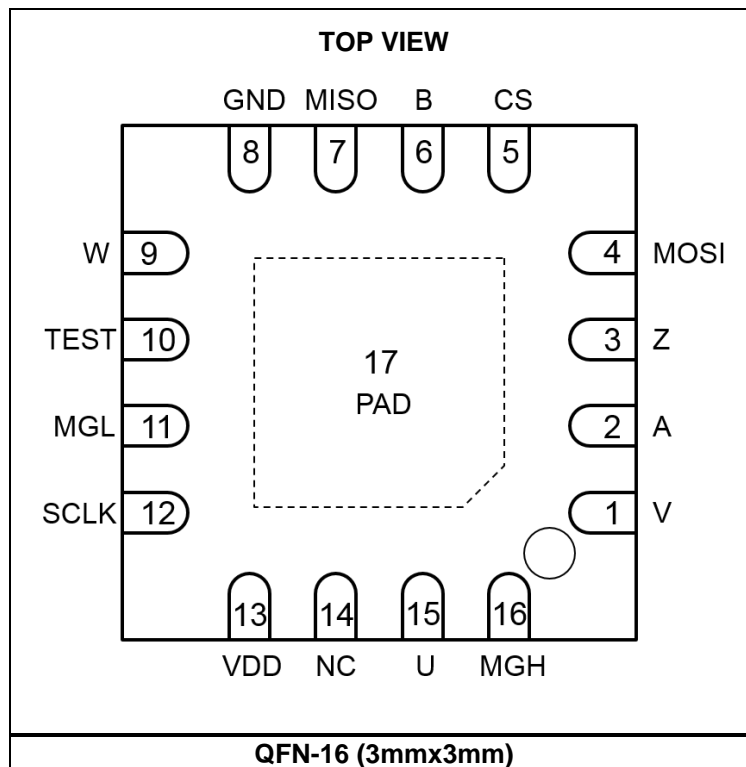 TOP VIEW
GND MISO B CS
8 7 6 5
W 9 4 MOSI
TEST 10 3 Z
17
PAD
MGL 11 2 A
SCLK 12 1 V
13 14 15 16
VDD NC U MGH
QFN-16 (3mmx3mm)